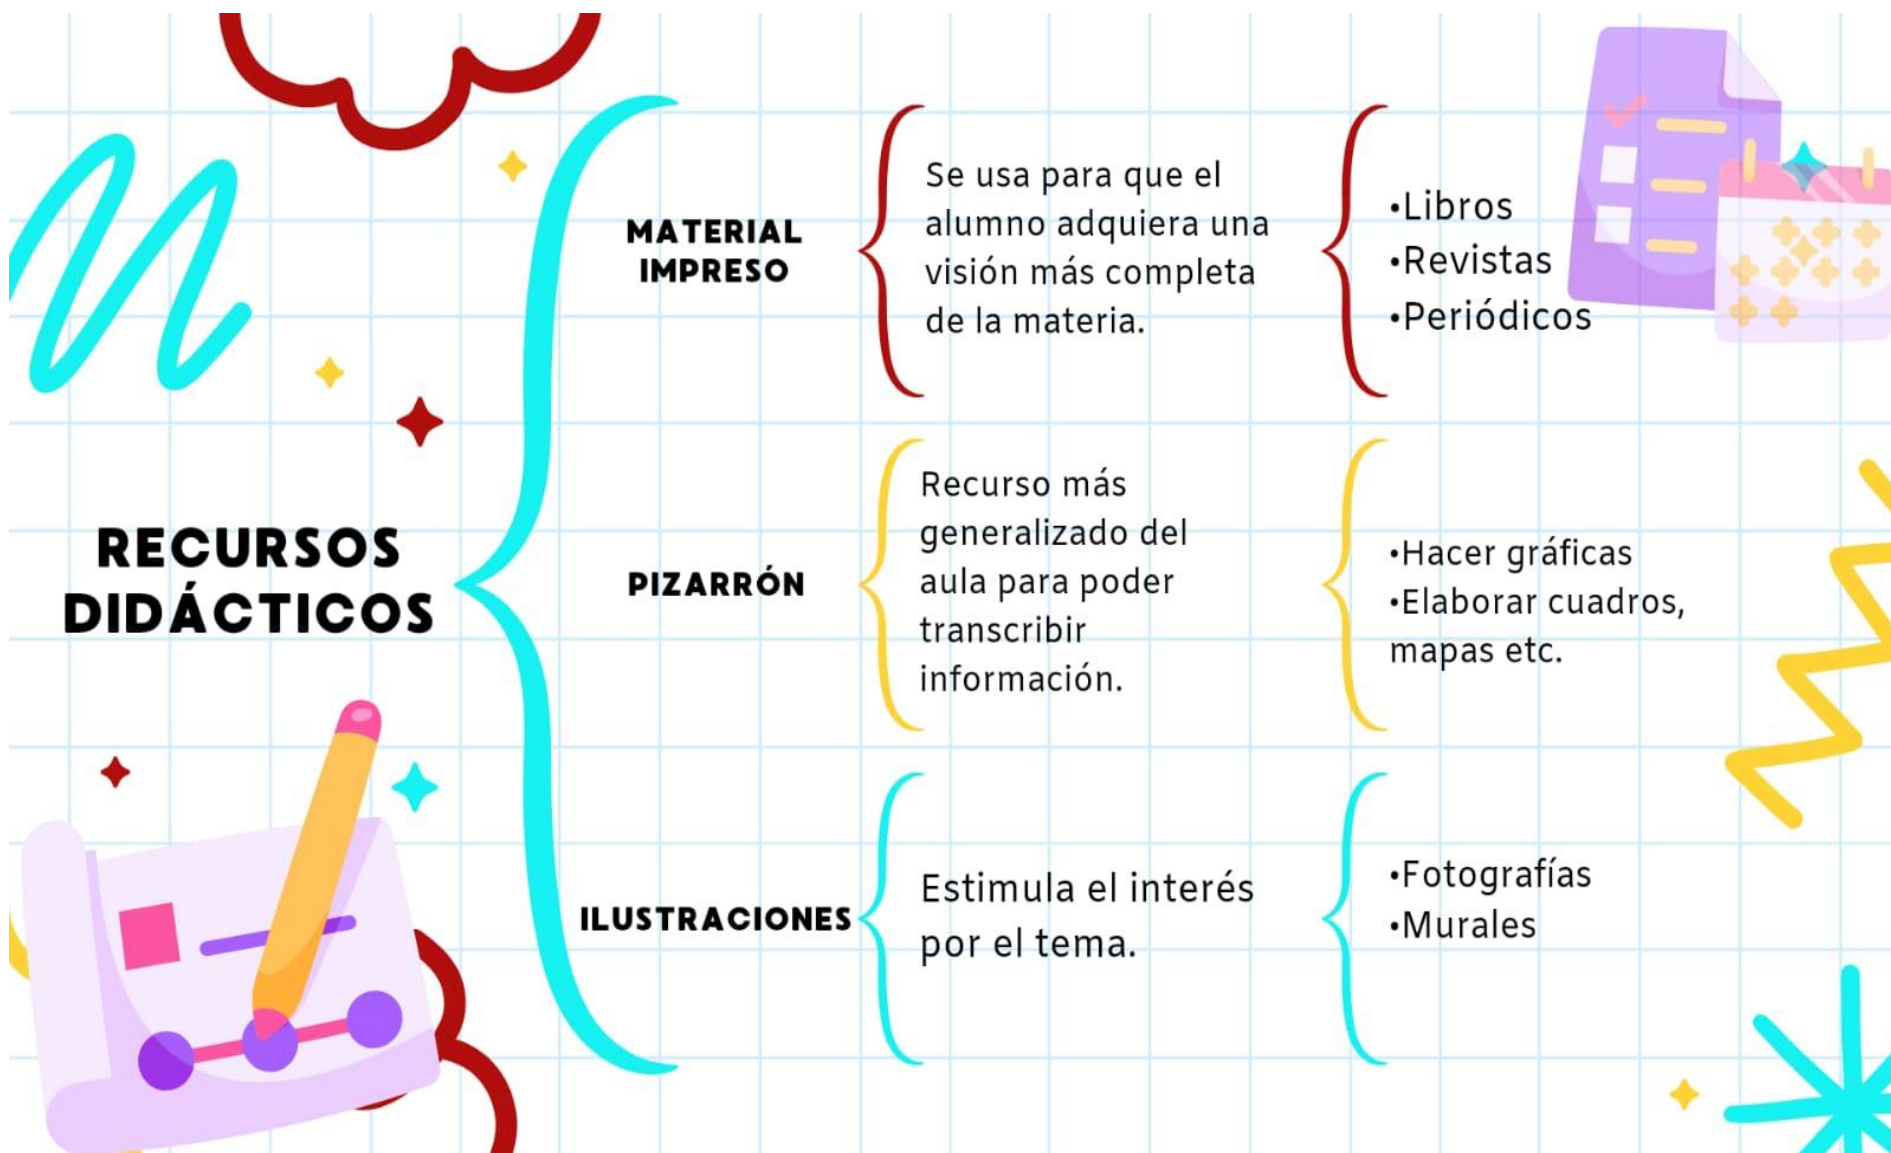 RECURSOS
DIDÁCTICOS
MATERIAL
IMPRESO
Se usa para que el
alumno adquiera una
visión más completa
de la materia.
•Libros
•Revistas
•Periódicos
PIZARRÓN
Recurso más
generalizado del
aula para poder
transcribir
información.
•Hacer gráficas
•Elaborar cuadros,
mapas etc.
ILUSTRACIONES
Estimula el interés
por el tema.
•Fotografías
•Murales